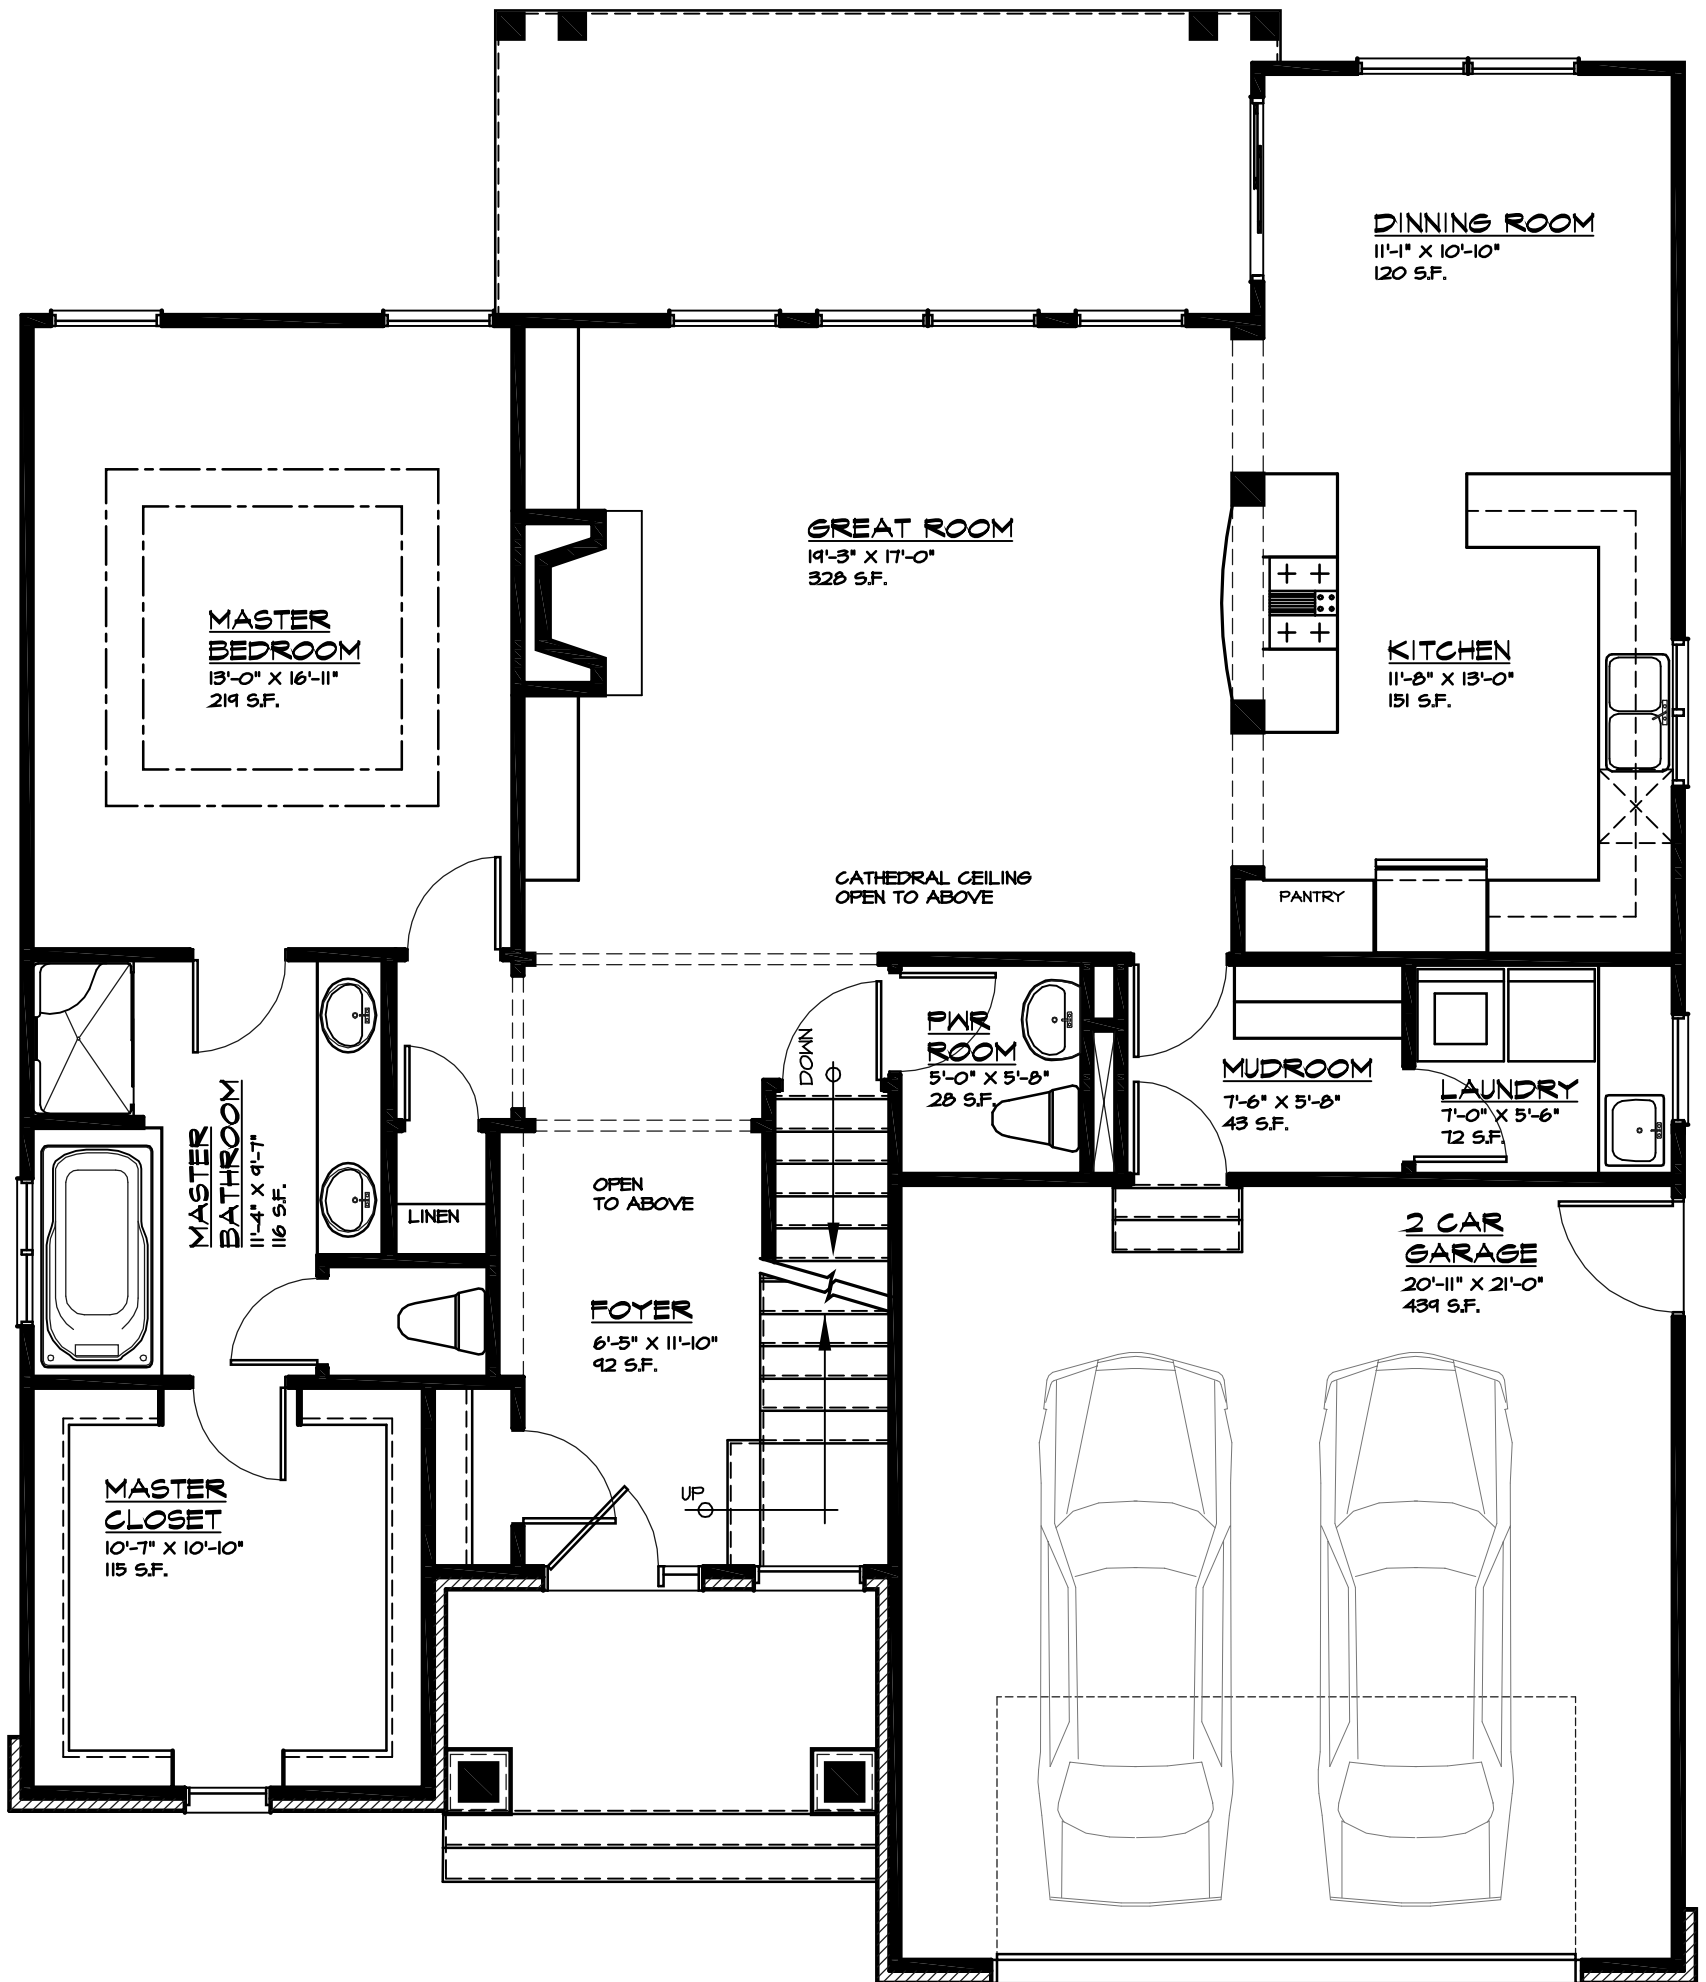 DINNING ROOM
11'-1" X 10'-10"
120 S.F.
GREAT ROOM
19'-3" X 17'-0"
328 S.F.
MASTER
BEDROOM
13'-0" X 16'-11"
219 S.F.
KITCHEN
11'-8" X 13'-0"
151 S.F.
CATHEDRAL CEILING
OPEN TO ABOVE
PANTRY
DOWN
PWR
ROOM
5'-0" X 5'-8"
28 S.F.
MUDROOM
7'-6" X 5'-8"
43 S.F.
LAUNDRY
7'-0" X 5'-6"
72 S.F.
MASTER
BATHROOM
11'-4" X 9'-7"
116 S.F.
LINEN
OPEN
TO ABOVE
2 CAR
GARAGE
20'-11" X 21'-0"
439 S.F.
FOYER
6'-5" X 11'-10"
92 S.F.
UP
MASTER
CLOSET
10'-7" X 10'-10"
115 S.F.